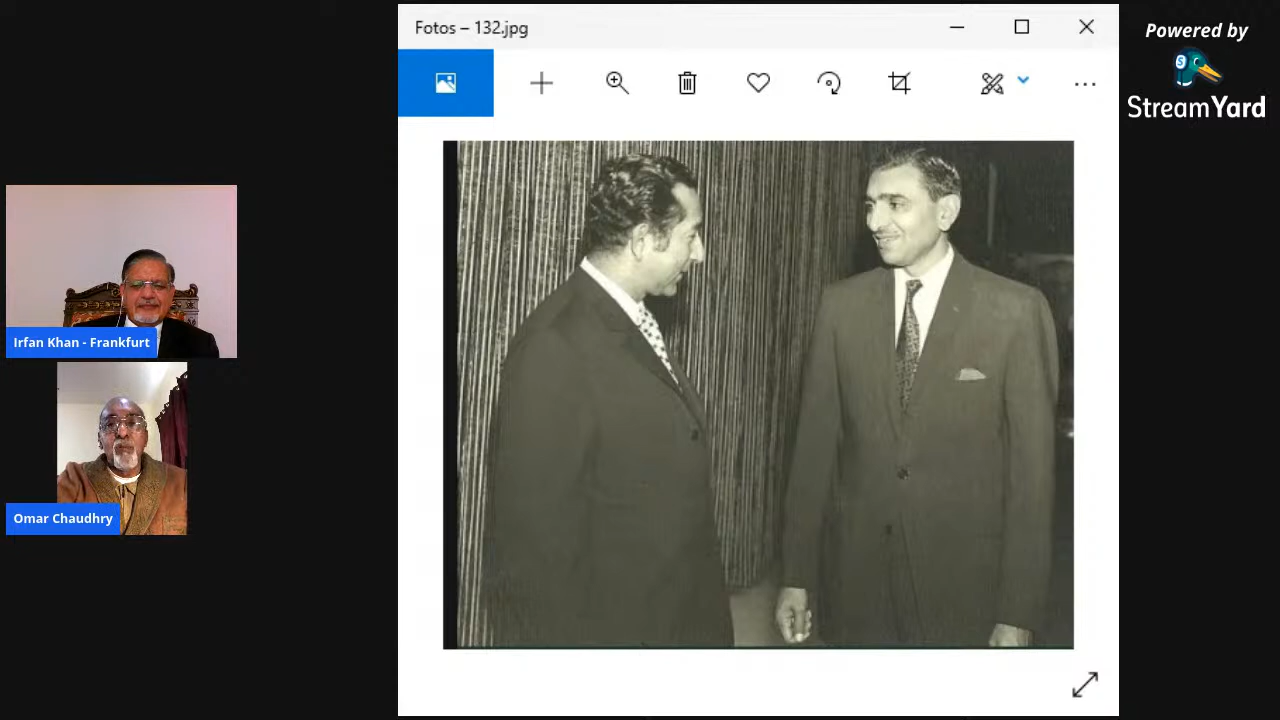 Fotos – 132.jpg
Powered by
StreamYard
Irfan Khan - Frankfurt
Omar Chaudhry